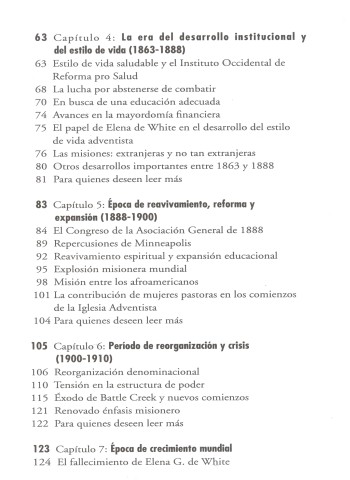 63 Capítulo 4: La era del desarrollo institucional y
del estilo de vida (1863-1888)
63 Estilo de vida saludable y el Instituto Occidental de
Reforma pro Salud
68 La lucha por abstenerse de combatir
70 En busca de una educación adecuada
74 Avances en la mayordomía financiera
75 El papel de Elena de White en el desarrollo del estilo
de vida adventista
76 Las misiones: extranjeras y no tan extranjeras
80 Otros desarrollos importantes entre 1863 y 1888
81 Para quienes deseen leer más
83 Capítulo 5: Época de reavivamiento, reforma y
expansión (1888-1900)
84 El Congreso de la Asociación General de 1888
89 Repercusiones de Minneapolis
92 Reavivamiento espiritual y expansión educacional
95 Explosión misionera mundial
98 Misión entre los afroamericanos
101 La contribución de mujeres pastoras en los comienzos
de la Iglesia Adventista
104 Para quienes deseen leer más
105 Capítulo 6: Periodo de reorganización y crisis
(1900-1910)
106 Reorganización denominacional
110 Tensión en la estructura de poder
115 Éxodo de Battle Creek y nuevos comienzos
121 Renovado énfasis misionero
122 Para quienes deseen leer más
123 Capítulo 7: Época de crecimiento mundial
124 El fallecimiento de Elena G. de White